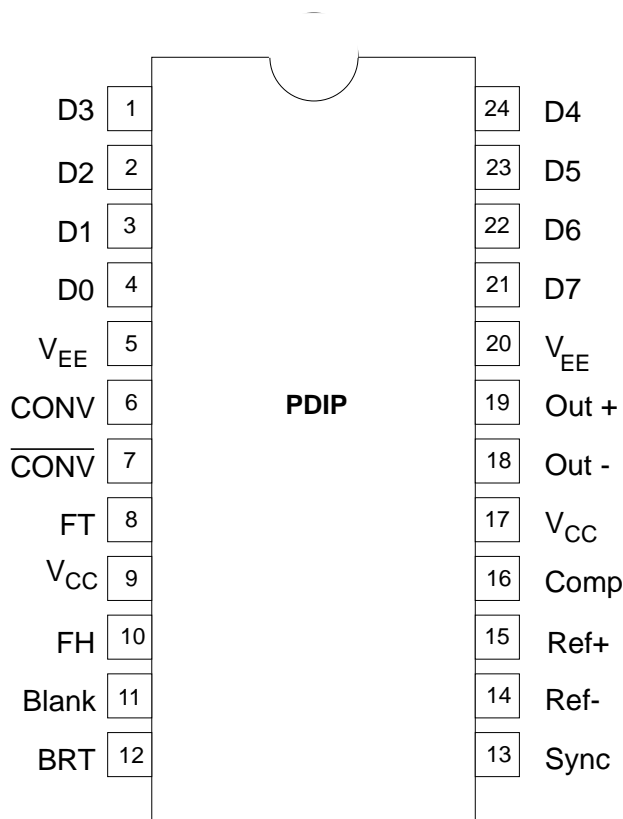 D3 1 24 D4
D2 2 23 D5
D1 3 22 D6
D0 4 21 D7
VEE 5 20 VEE
CONV 6 PDIP 19 Out +
CONV 7 18 Out -
FT 8 17 VCC
VCC 9 16 Comp
FH 10 15 Ref+
Blank 11 14 Ref-
BRT 12 13 Sync